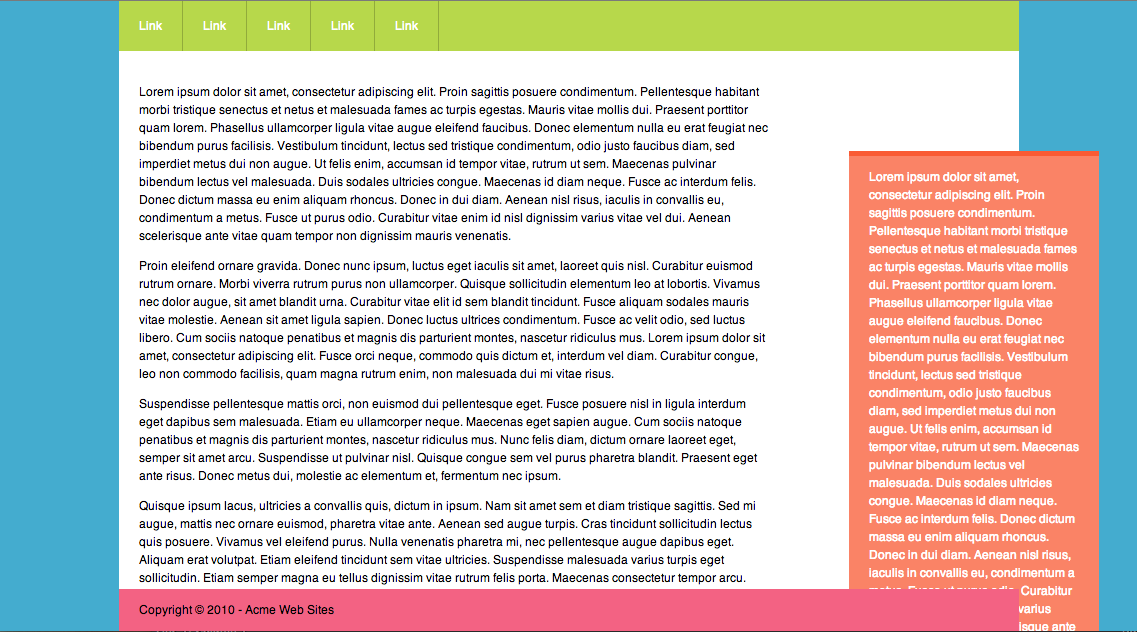 Link Link Link Link Link
Lorem ipsum dolor sit amet, consectetur adipiscing elit. Proin sagittis posuere condimentum. Pellentesque habitant
morbi tristique senectus et netus et malesuada fames ac turpis egestas. Mauris vitae mollis dui. Praesent porttitor
quam lorem. Phasellus ullamcorper ligula vitae augue eleifend faucibus. Donec elementum nulla eu erat feugiat nec
bibendum purus facilisis. Vestibulum tincidunt, lectus sed tristique condimentum, odio justo faucibus diam, sed
imperdiet metus dui non augue. Ut felis enim, accumsan id tempor vitae, rutrum ut sem. Maecenas pulvinar
bibendum lectus vel malesuada. Duis sodales ultricies congue. Maecenas id diam neque. Fusce ac interdum felis.
Donec dictum massa eu enim aliquam rhoncus. Donec in dui diam. Aenean nisl risus, iaculis in convallis eu,
condimentum a metus. Fusce ut purus odio. Curabitur vitae enim id nisl dignissim varius vitae vel dui. Aenean
scelerisque ante vitae quam tempor non dignissim mauris venenatis.
Proin eleifend ornare gravida. Donec nunc ipsum, luctus eget iaculis sit amet, laoreet quis nisl. Curabitur euismod
rutrum ornare. Morbi viverra rutrum purus non ullamcorper. Quisque sollicitudin elementum leo at lobortis. Vivamus
nec dolor augue, sit amet blandit urna. Curabitur vitae elit id sem blandit tincidunt. Fusce aliquam sodales mauris
vitae molestie. Aenean sit amet ligula sapien. Donec luctus ultrices condimentum. Fusce ac velit odio, sed luctus
libero. Cum sociis natoque penatibus et magnis dis parturient montes, nascetur ridiculus mus. Lorem ipsum dolor sit
amet, consectetur adipiscing elit. Fusce orci neque, commodo quis dictum et, interdum vel diam. Curabitur congue,
leo non commodo facilisis, quam magna rutrum enim, non malesuada dui mi vitae risus.
Suspendisse pellentesque mattis orci, non euismod dui pellentesque eget. Fusce posuere nisl in ligula interdum
eget dapibus sem malesuada. Etiam eu ullamcorper neque. Maecenas eget sapien augue. Cum sociis natoque
penatibus et magnis dis parturient montes, nascetur ridiculus mus. Nunc felis diam, dictum ornare laoreet eget,
semper sit amet arcu. Suspendisse ut pulvinar nisl. Quisque congue sem vel purus pharetra blandit. Praesent eget
ante risus. Donec metus dui, molestie ac elementum et, fermentum nec ipsum.
Quisque ipsum lacus, ultricies a convallis quis, dictum in ipsum. Nam sit amet sem et diam tristique sagittis. Sed mi
augue, mattis nec ornare euismod, pharetra vitae ante. Aenean sed augue turpis. Cras tincidunt sollicitudin lectus
quis posuere. Vivamus vel eleifend purus. Nulla venenatis pharetra mi, nec pellentesque augue dapibus eget.
Aliquam erat volutpat. Etiam eleifend tincidunt sem vitae ultricies. Suspendisse malesuada varius turpis eget
sollicitudin. Etiam semper magna eu tellus dignissim vitae rutrum felis porta. Maecenas consectetur tempor arcu.
Lorem ipsum dolor sit amet,
consectetur adipiscing elit. Proin
sagittis posuere condimentum.
Pellentesque habitant morbi tristique
senectus et netus et malesuada fames
ac turpis egestas. Mauris vitae mollis
dui. Praesent porttitor quam lorem.
Phasellus ullamcorper ligula vitae
augue eleifend faucibus. Donec
elementum nulla eu erat feugiat nec
bibendum purus facilisis. Vestibulum
tincidunt, lectus sed tristique
condimentum, odio justo faucibus
diam, sed imperdiet metus dui non
augue. Ut felis enim, accumsan id
tempor vitae, rutrum ut sem. Maecenas
pulvinar bibendum lectus vel
malesuada. Duis sodales ultricies
congue. Maecenas id diam neque.
Fusce ac interdum felis. Donec dictum
massa eu enim aliquam rhoncus.
Donec in dui diam. Aenean nisl risus,
iaculis in convallis eu, condimentum a
Curabitur
varius
isque ante
Copyright © 2010 - Acme Web Sites